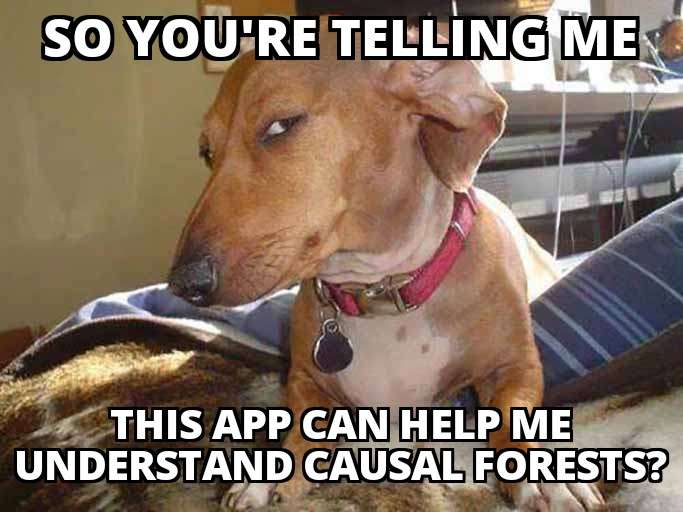 SO YOU'RE TELLING ME
THIS APP CAN HELP ME
UNDERSTAND CAUSAL FORESTS?